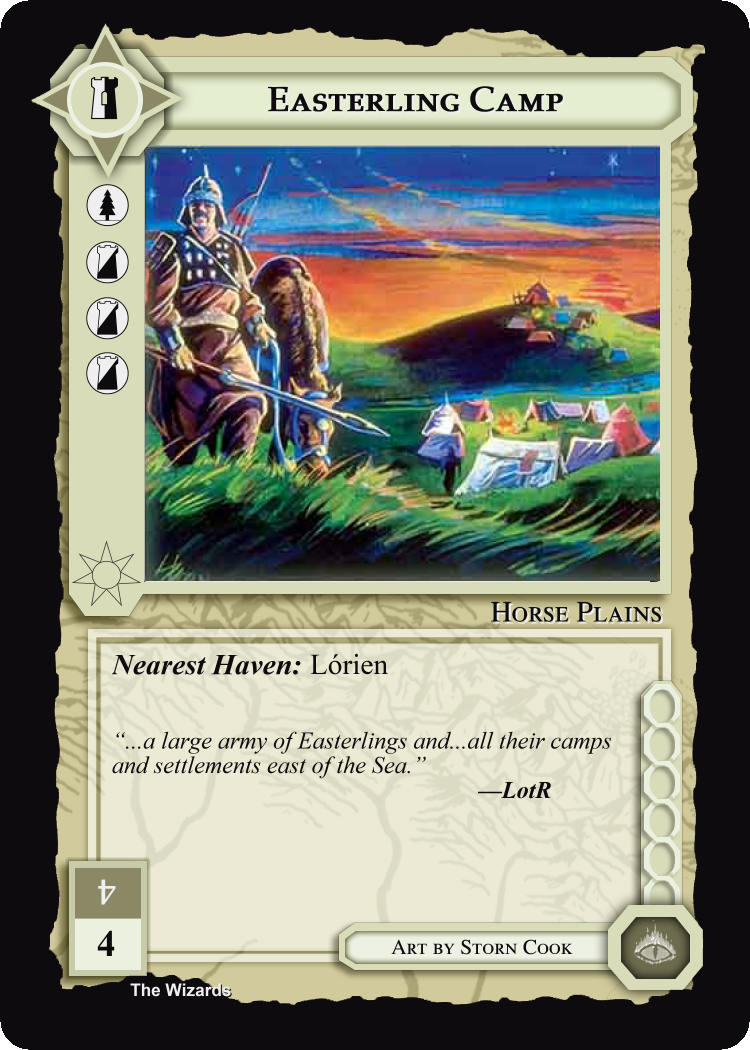 Easterling Camp
Horse Plains
Nearest Haven: Lórien
“...a large army of Easterlings and...all their camps
and settlements east of the Sea.”
—LotR
4
4
Art by Storn Cook
The Wizards